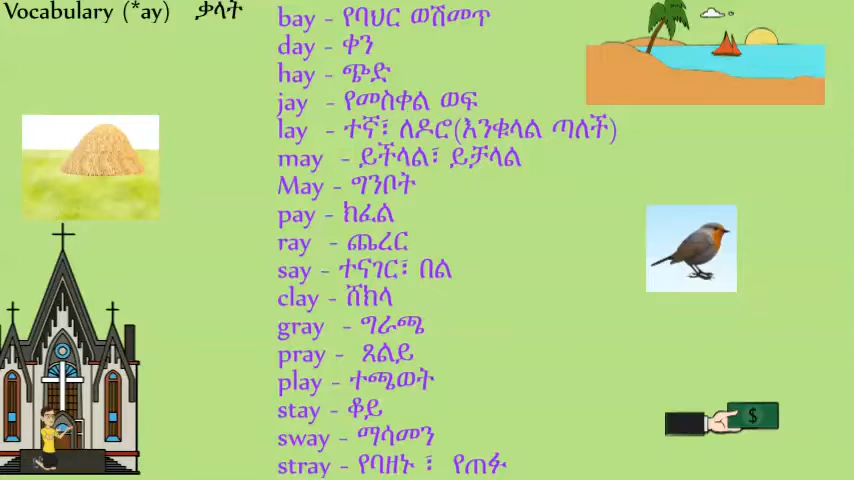 Vocabulary (*ay) ቃላት
bay - የባህር ወሽመጥ
day - ቀን
hay - ጭድ
jay - የመስቀል ወፍ
lay - ተኛ፣ ለዶሮ(እንቁላል ጣለች)
may - ይችላል፣ ይቻላል
May - ግንቦት
pay - ክፈል
ray - ጨረር
say - ተናገር፣ በል
clay - ሸክላ
gray - ግራጫ
pray - ጸልይ
play - ተጫወት
stay - ቆይ
sway - ማሳመን
stray - የባዘኑ ፣ የጠፉ
$